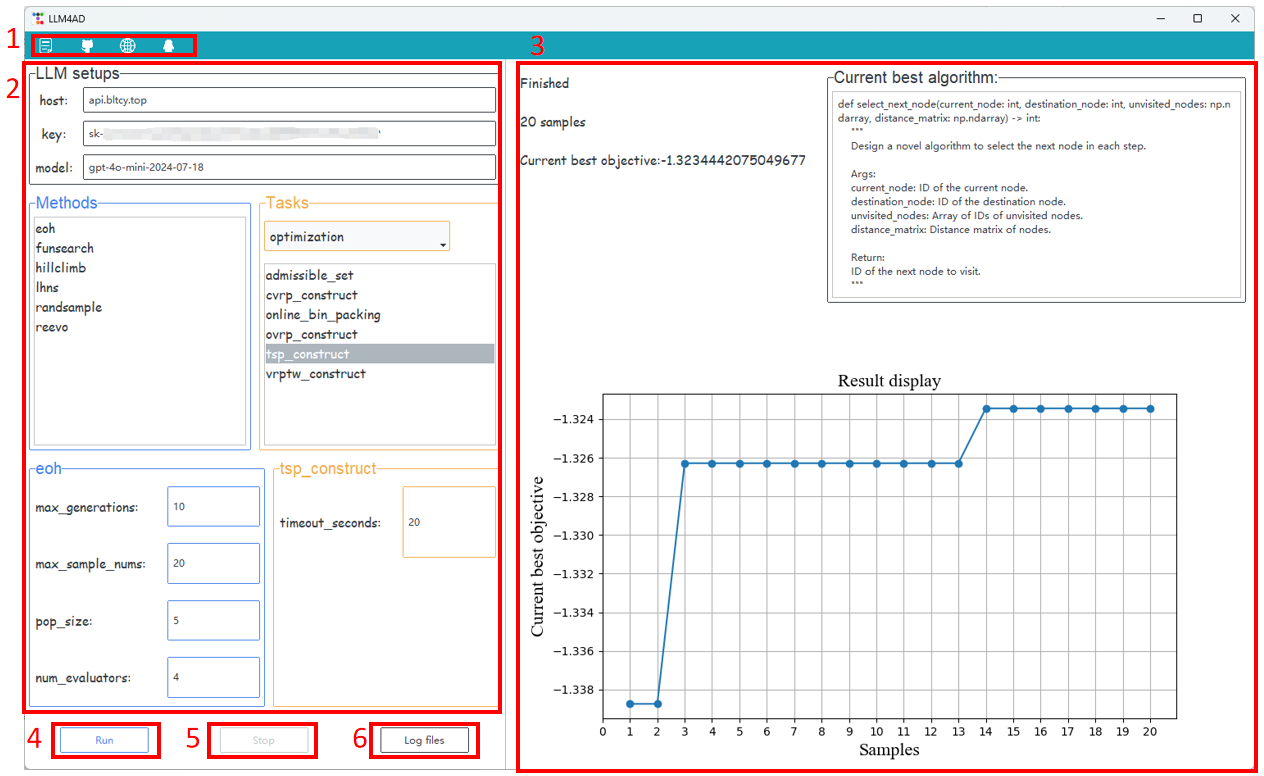 LLM4AD
1
2
3
LLM setups
host: api.bltcy.top
key: sk-
model: gpt-4o-mini-2024-07-18
Methods
eoh
funsearch
hillclimb
lhns
randsample
reevo
Tasks
optimization
admissible_set
cvrp_construct
online_bin_packing
ovrp_construct
tsp_construct
vrptw_construct
eoh
max_generations: 10
max_sample_nums: 20
pop_size: 5
num_evaluators: 4
tsp_construct
timeout_seconds: 20
4
Run
5
Stop
6
Log files
Finished
20 samples
Current best objective:-1.3234442075049677
Current best algorithm:
def select_next_node(current_node: int, destination_node: int, unvisited_nodes: np.n
darray, distance_matrix: np.ndarray) -> int:
"""
Design a novel algorithm to select the next node in each step.
Args:
current_node: ID of the current node.
destination_node: ID of the destination node.
unvisited_nodes: Array of IDs of unvisited nodes.
distance_matrix: Distance matrix of nodes.
Return:
ID of the next node to visit.
"""
Result display
Current best objective
−1.324
−1.326
−1.328
−1.330
−1.332
−1.334
−1.336
−1.338
0 1 2 3 4 5 6 7 8 9 10 11 12 13 14 15 16 17 18 19 20
Samples